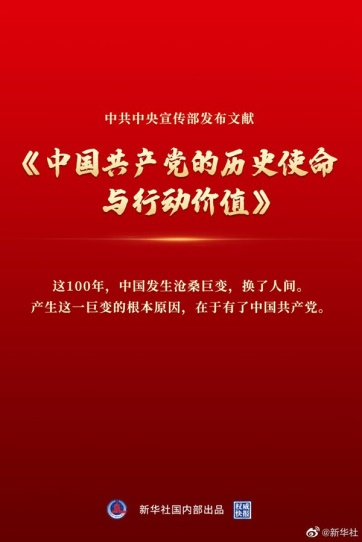 中共中央宣传部发布文献
《中国共产党的历史使命
与行动价值》
这100年，中国发生沧桑巨变，换了人间。
产生这一巨变的根本原因，在于有了中国共产党。
新华社国内部出品
权威
快报
@新华社